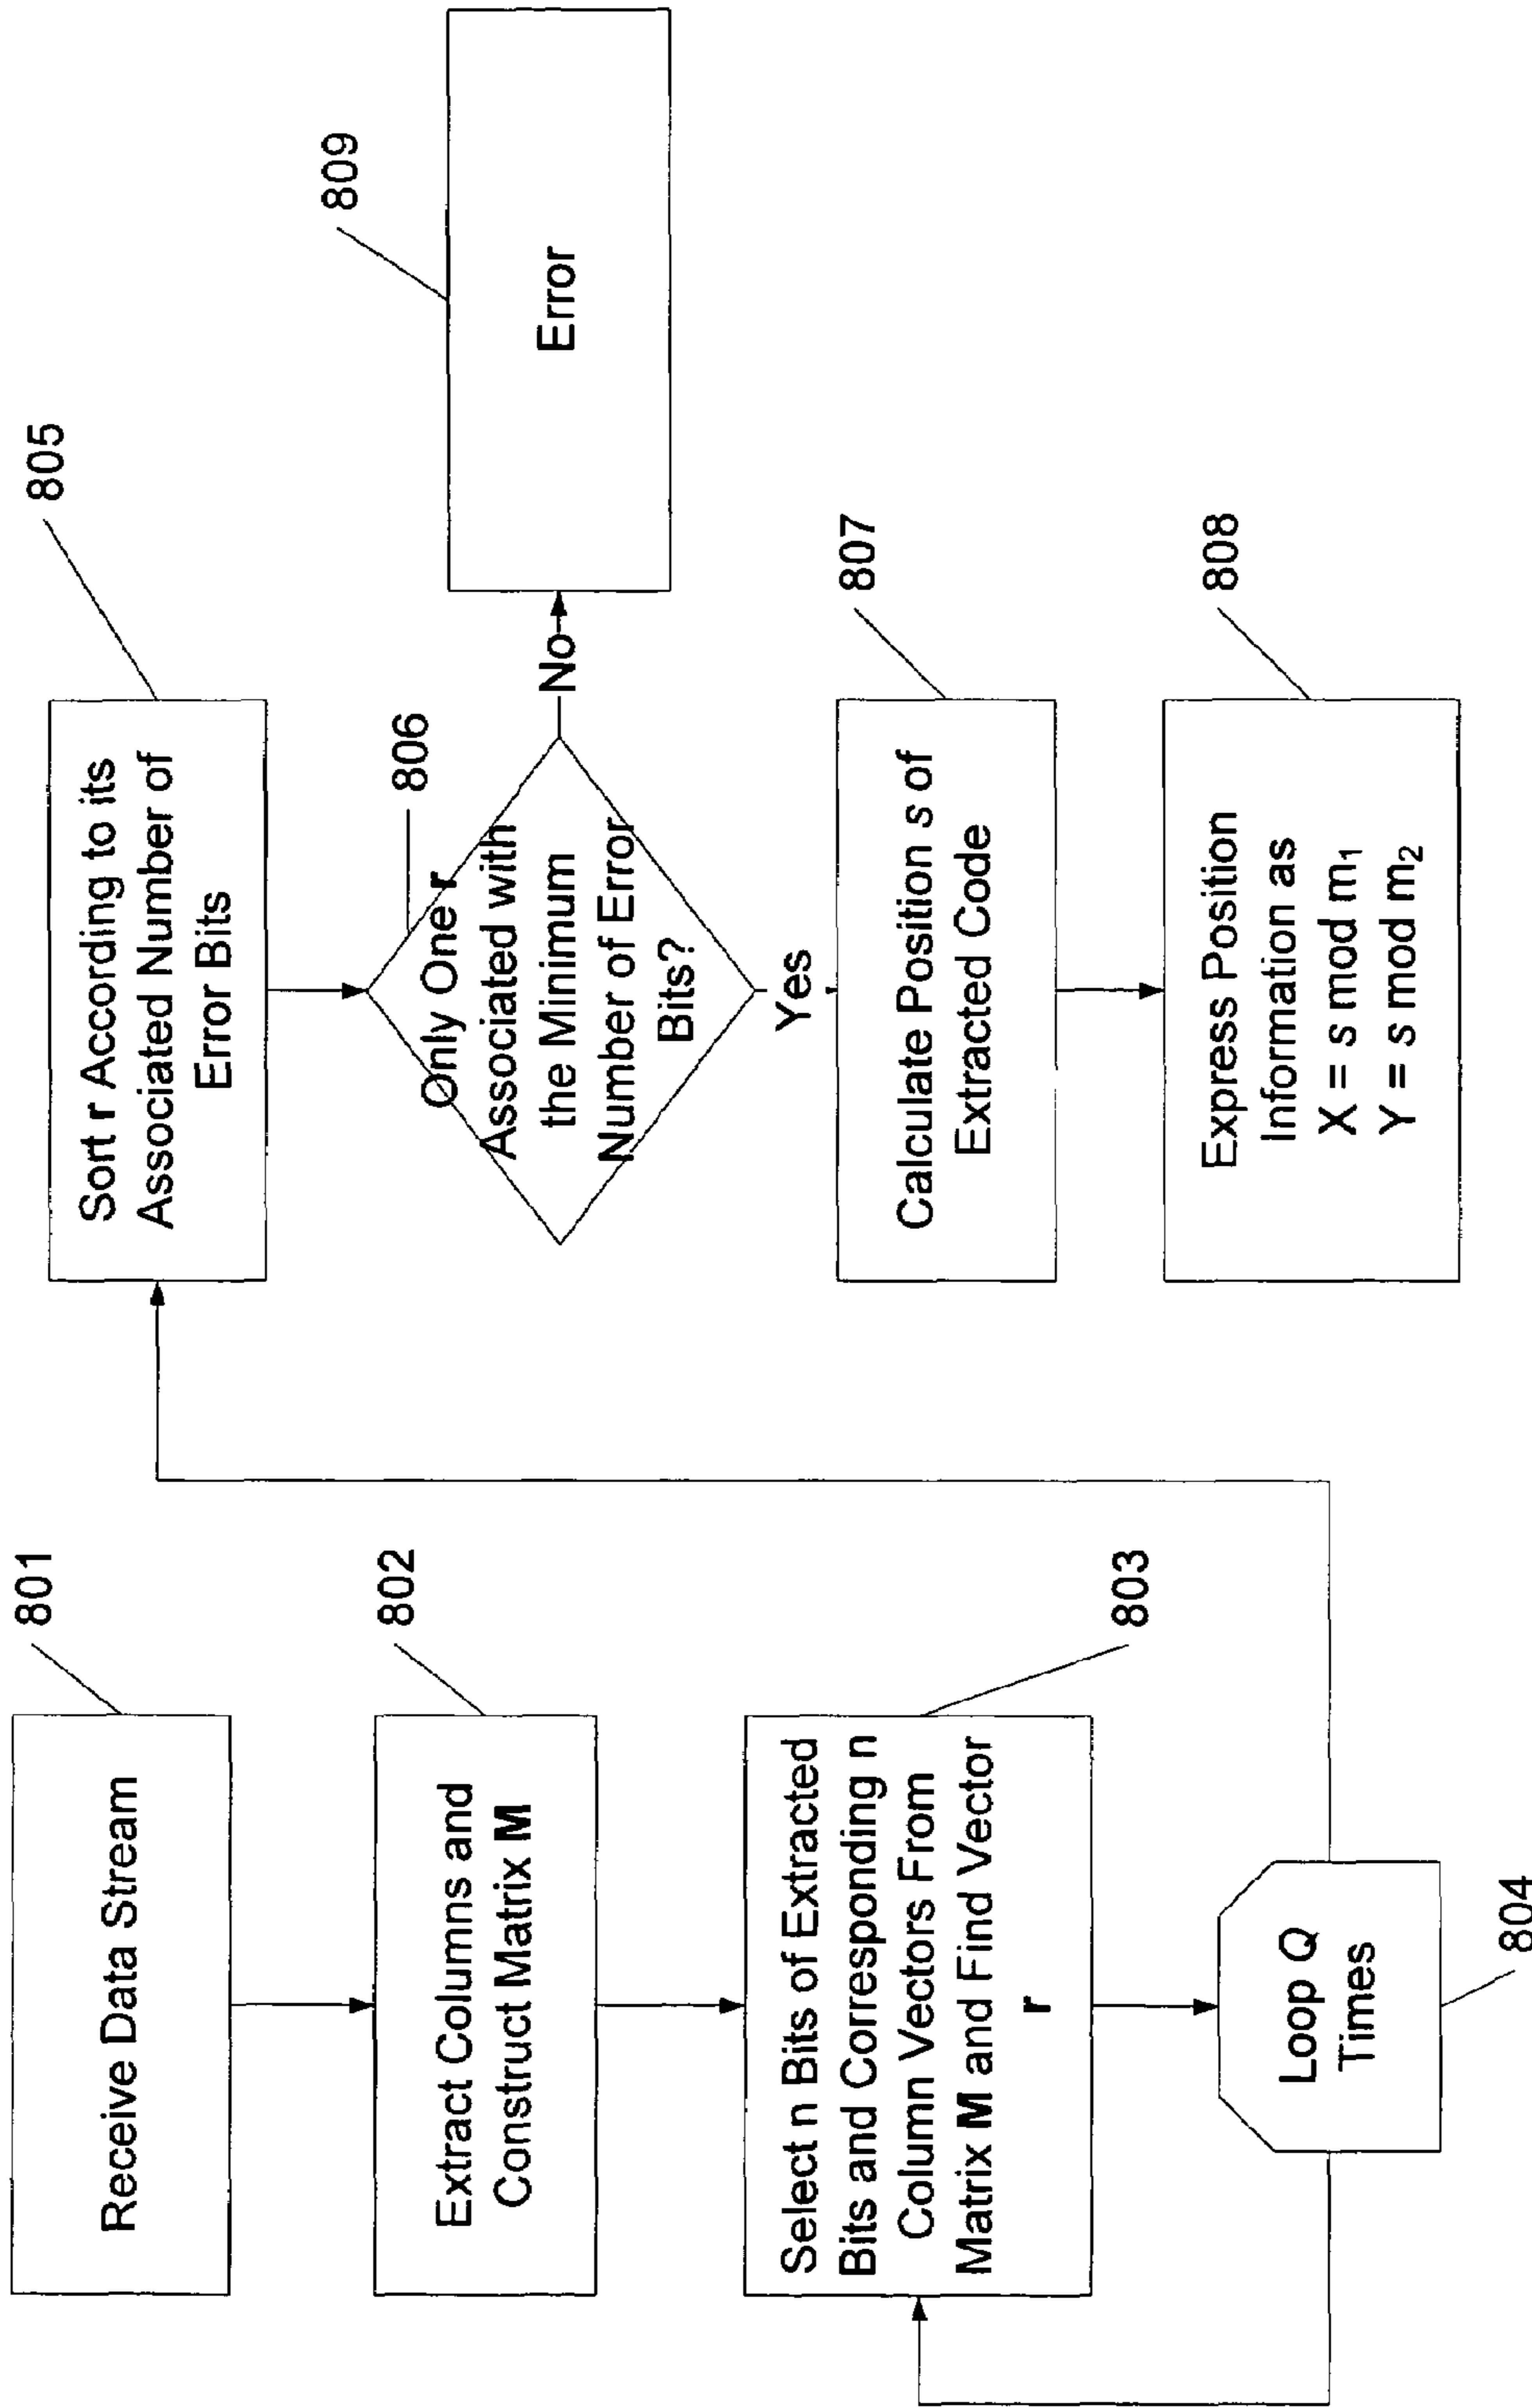 801
Receive Data Stream
802
Extract Columns and
Construct Matrix M
803
Select n Bits of Extracted
Bits and Corresponding n
Column Vectors From
Matrix M and Find Vector
r
Loop Q
Times
804
805
Sort r According to its
Associated Number of
Error Bits
806
Only One r
Associated with
the Minimum
Number of Error
Bits?
No
809
Error
Yes
807
Calculate Position s of
Extracted Code
808
Express Position
Information as
X = s mod m₁
Y = s mod m₂